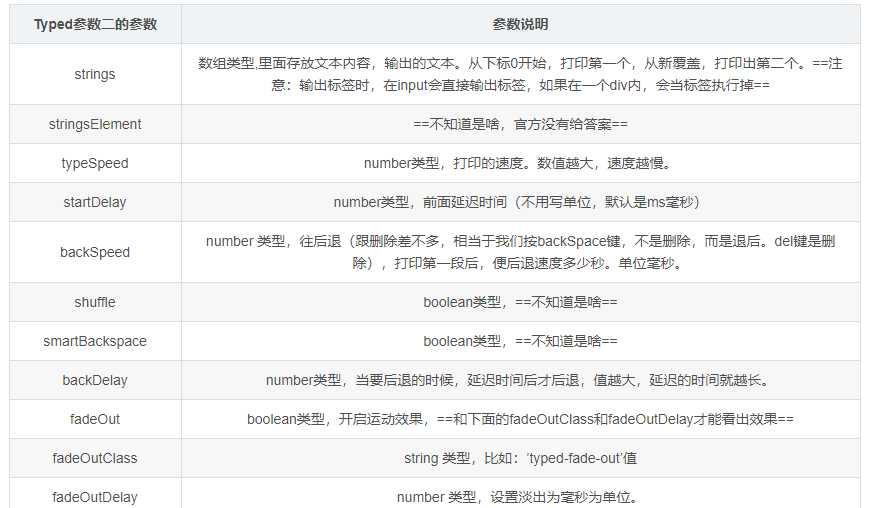 Typed参数二的参数 参数说明
strings 数组类型,里面存放文本内容，输出的文本。从下标0开始，打印第一个，从新覆盖，打印出第二个。==注
意：输出标签时，在input会直接输出标签，如果在一个div内，会当标签执行掉==
stringsElement ==不知道是啥，官方没有给答案==
typeSpeed number类型，打印的速度。数值越大，速度越慢。
startDelay number类型，前面延迟时间（不用写单位，默认是ms毫秒）
backSpeed number 类型，往后退（跟删除差不多，相当于我们按backSpace键，不是删除，而是退后。del键是删
除），打印第一段后，便后退速度多少秒。单位毫秒。
shuffle boolean类型，==不知道是啥==
smartBackspace boolean类型，==不知道是啥==
backDelay number类型，当要后退的时候，延迟时间后才后退，值越大，延迟的时间就越长。
fadeOut boolean类型，开启运动效果，==和下面的fadeOutClass和fadeOutDelay才能看出效果==
fadeOutClass string 类型，比如：'typed-fade-out'值
fadeOutDelay number 类型，设置淡出为毫秒为单位。